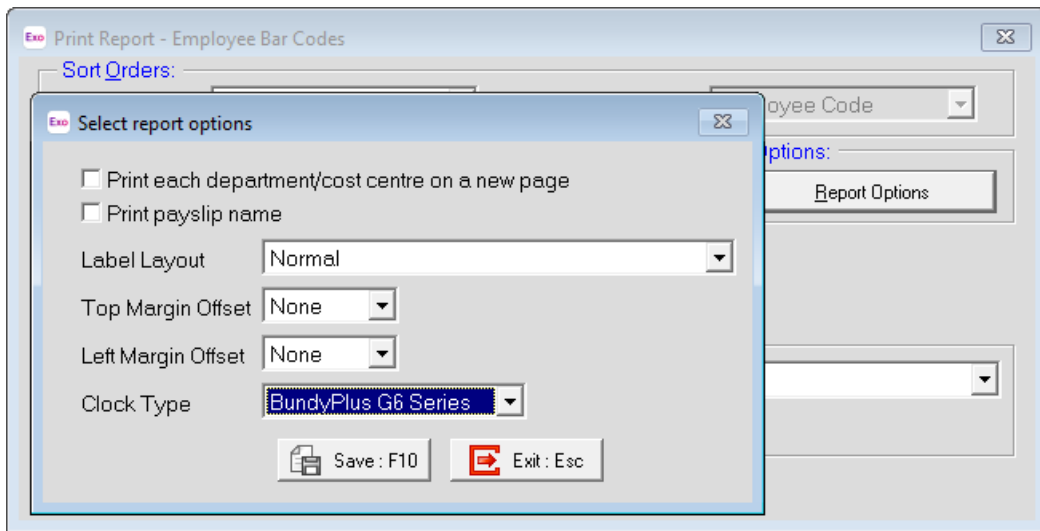 Exo Print Report - Employee Bar Codes
Sort Orders:
oyee Code
Exo Select report options
ptions:
Print each department/cost centre on a new page
Report Options
Print payslip name
Label Layout Normal
Top Margin Offset None
Left Margin Offset None
Clock Type BundyPlus G6 Series
Save : F10 Exit : Esc